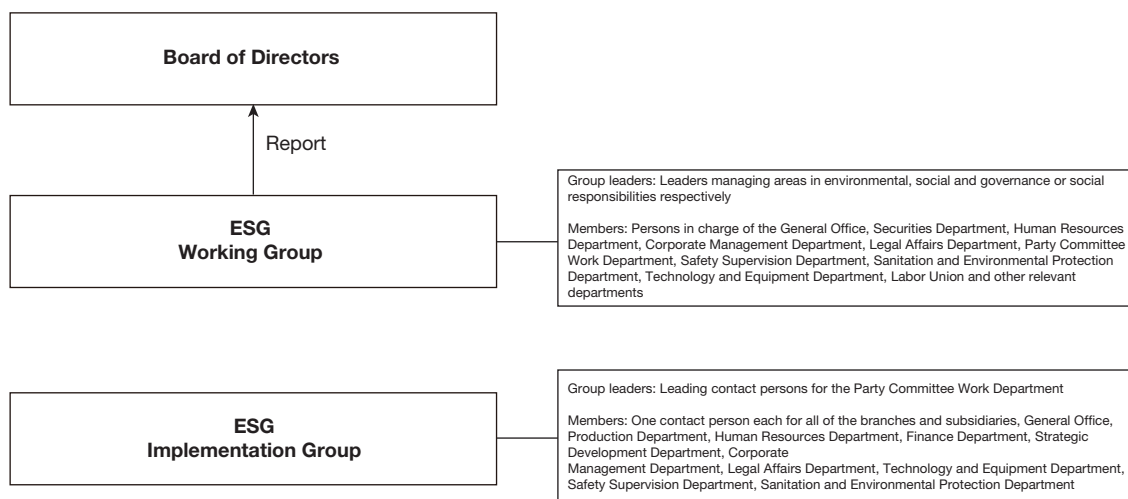 Board of Directors
Report
ESG
Working Group
Group leaders: Leaders managing areas in environmental, social and governance or social
responsibilities respectively
Members: Persons in charge of the General Office, Securities Department, Human Resources
Department, Corporate Management Department, Legal Affairs Department, Party Committee
Work Department, Safety Supervision Department, Sanitation and Environmental Protection
Department, Technology and Equipment Department, Labor Union and other relevant
departments
ESG
Implementation Group
Group leaders: Leading contact persons for the Party Committee Work Department
Members: One contact person each for all of the branches and subsidiaries, General Office,
Production Department, Human Resources Department, Finance Department, Strategic
Development Department, Corporate
Management Department, Legal Affairs Department, Technology and Equipment Department,
Safety Supervision Department, Sanitation and Environmental Protection Department